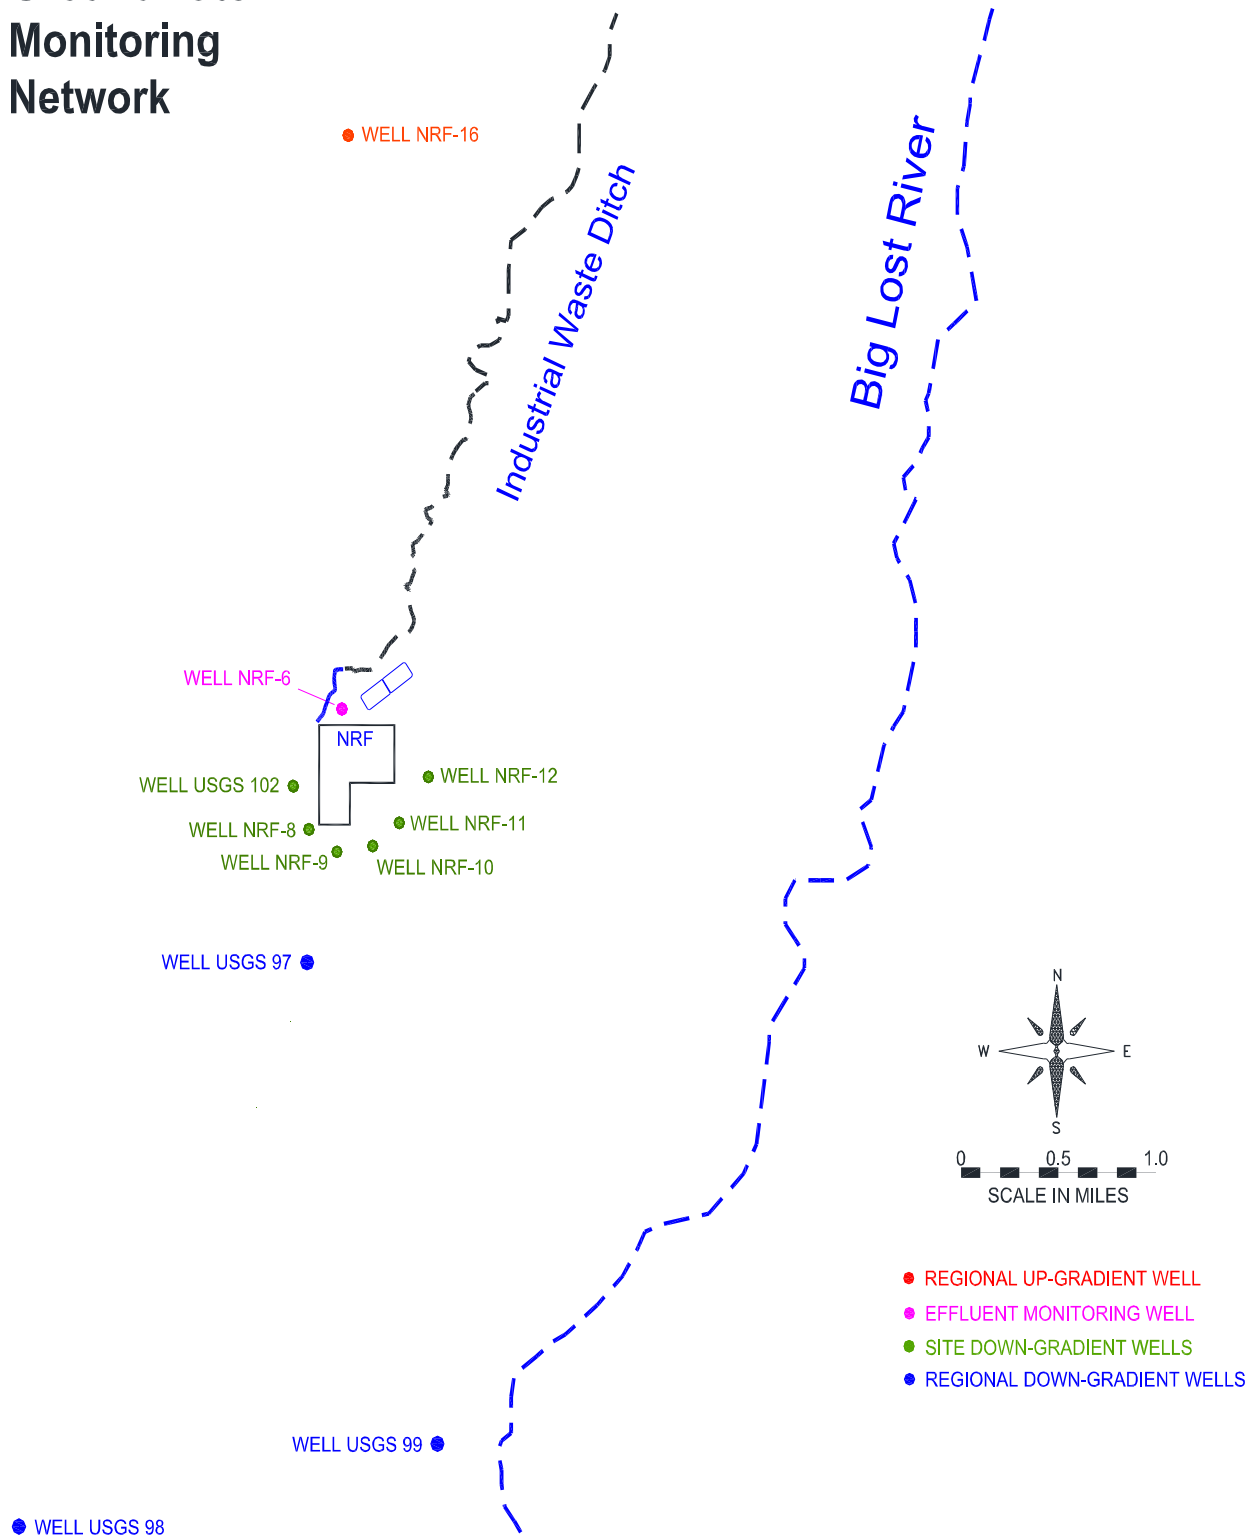 Monitoring
Network
WELL NRF-16
Industrial Waste Ditch
Big Lost River
WELL NRF-6
NRF
WELL USGS 102
WELL NRF-12
WELL NRF-8
WELL NRF-11
WELL NRF-9
WELL NRF-10
WELL USGS 97
N
W
E
S
0 0.5 1.0
SCALE IN MILES
REGIONAL UP-GRADIENT WELL
EFFLUENT MONITORING WELL
SITE DOWN-GRADIENT WELLS
REGIONAL DOWN-GRADIENT WELLS
WELL USGS 99
WELL USGS 98